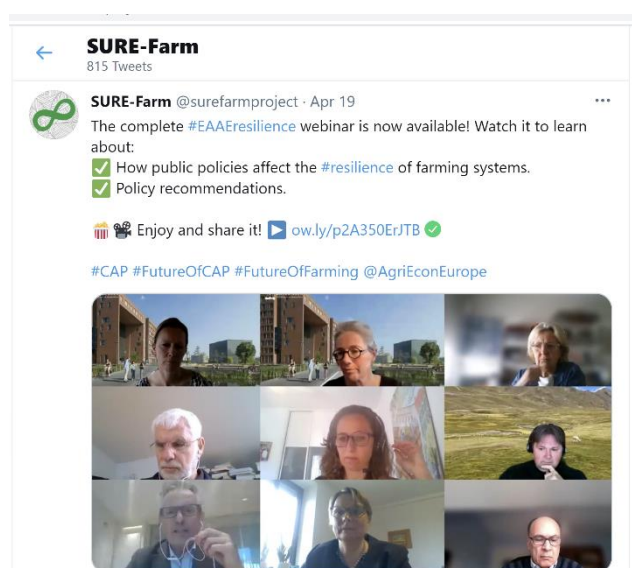 SURE-Farm
815 Tweets
SURE-Farm @surefarmproject · Apr 19
The complete #EAAEresilience webinar is now available! Watch it to learn
about:
✅ How public policies affect the #resilience of farming systems.
✅ Policy recommendations.
🍿 🎥 Enjoy and share it! ▶️ ow.ly/p2A350ErJTB
#CAP #FutureOfCAP #FutureOfFarming @AgriEconEurope